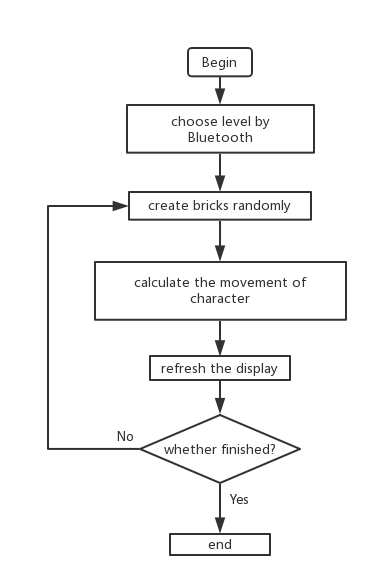 Begin
choose level by
Bluetooth
create bricks randomly
calculate the movement of
character
refresh the display
No
whether finished?
Yes
end